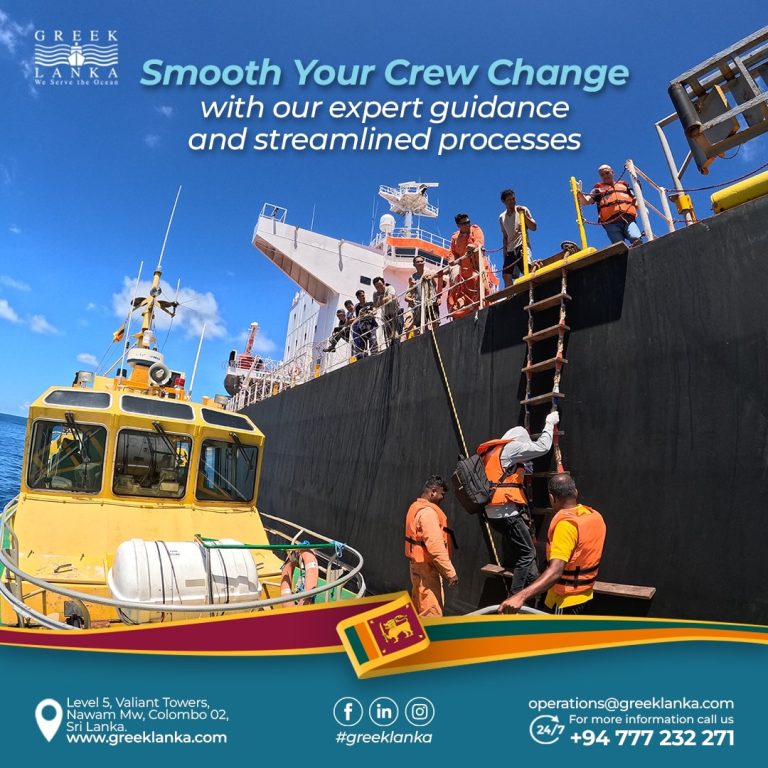 GREEK
LANKA
We Serve the Ocean
Smooth Your Crew Change
with our expert guidance
and streamlined processes
Level 5, Valiant Towers,
Nawam Mw, Colombo 02,
Sri Lanka.
www.greeklanka.com
#greeklanka
operations@greeklanka.com
24/7
For more information call us
+94 777 232 271